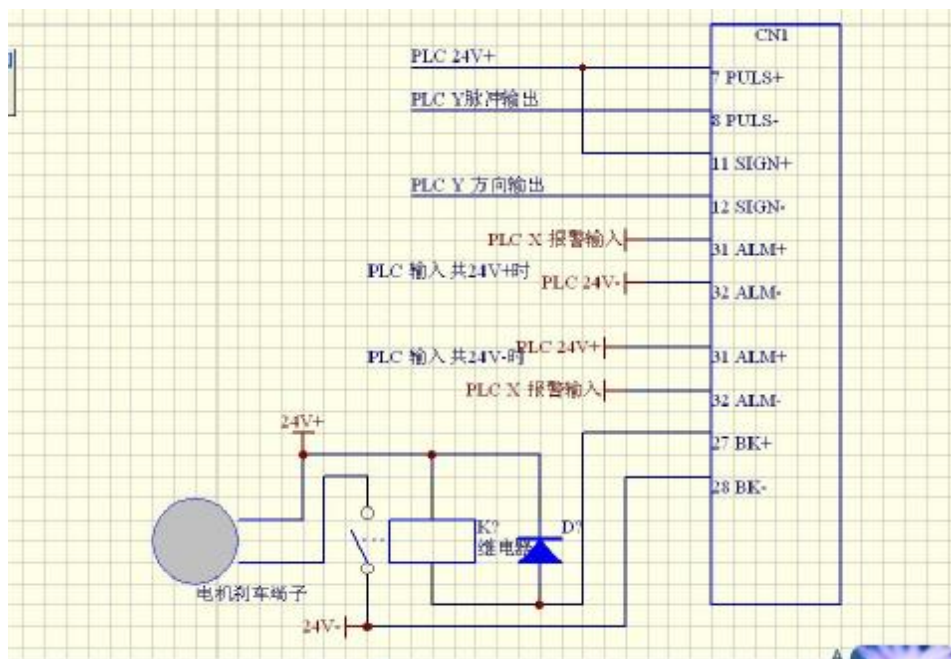 CN1
PLC 24V+
7 PULS+
PLC Y脉冲输出
8 PULS-
11 SIGN+
PLC Y 方向输出
12 SIGN-
PLC X 报警输入
31 ALM+
PLC 输入 共24V+时
PLC 24V-
32 ALM-
PLC 24V+
31 ALM+
PLC 输入 共24V-时
PLC X 报警输入
32 ALM-
24V+
27 BK+
28 BK-
K?
D?
继电器
电机刹车端子
24V-